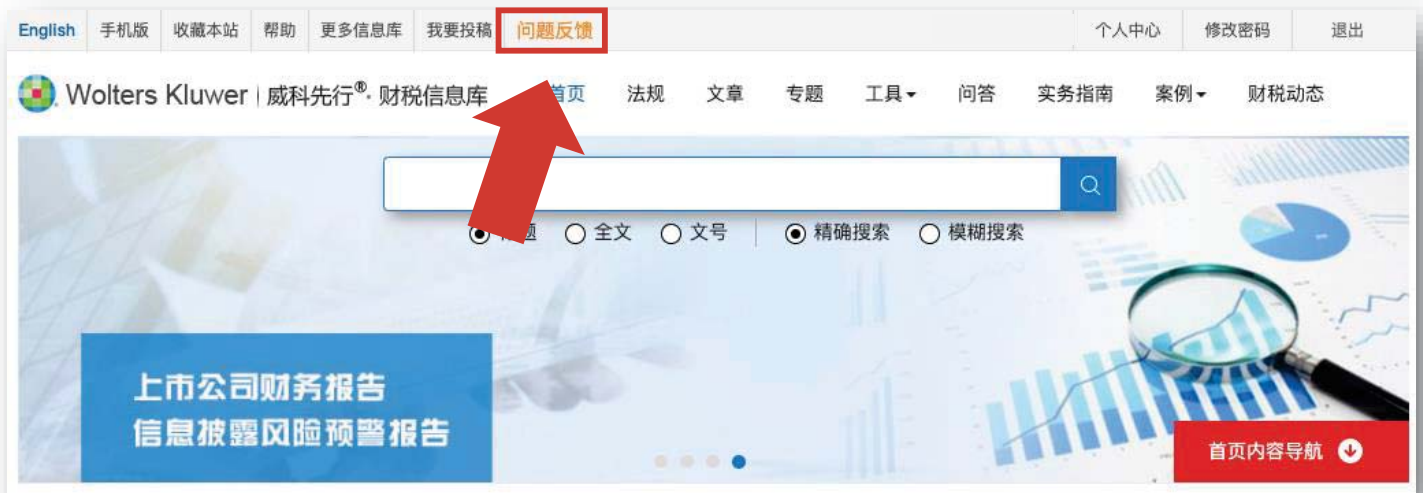 English 手机版 收藏本站 帮助 更多信息库 我要投稿 问题反馈 个人中心 修改密码 退出
Wolters Kluwer | 威科先行®· 财税信息库 首页 法规 文章 专题 工具 问答 实务指南 案例 财税动态
全文 文号 精确搜索 模糊搜索
上市公司财务报告
信息披露风险预警报告
首页内容导航